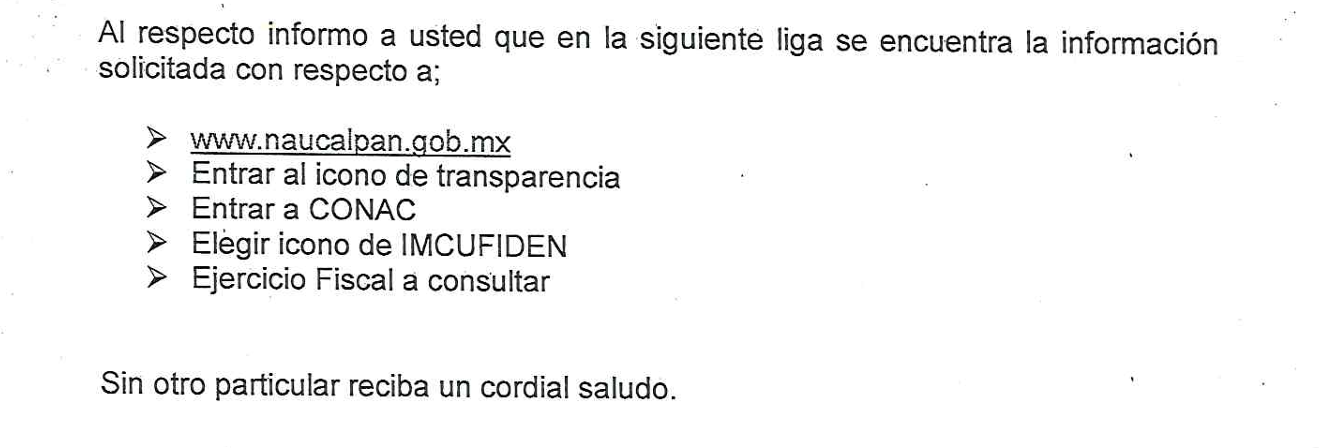 Al respecto informo a usted que en la siguiente liga se encuentra la información
solicitada con respecto a;
➢ www.naucalpan.gob.mx
➢ Entrar al icono de transparencia
➢ Entrar a CONAC
➢ Elegir icono de IMCUFIDEN
➢ Ejercicio Fiscal a consultar
Sin otro particular reciba un cordial saludo.